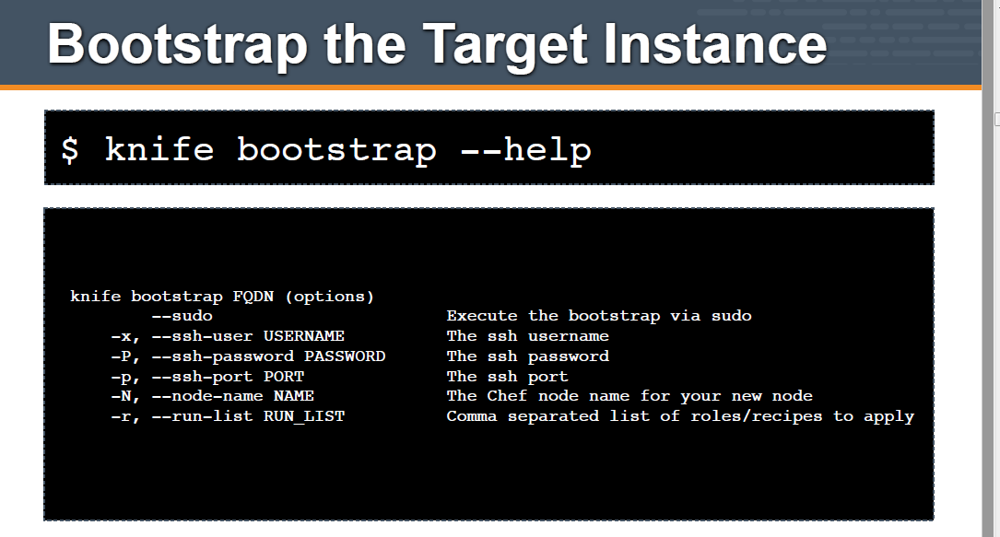 Bootstrap the Target Instance
$ knife bootstrap --help
knife bootstrap FQDN (options)
--sudo Execute the bootstrap via sudo
-x, --ssh-user USERNAME The ssh username
-P, --ssh-password PASSWORD The ssh password
-p, --ssh-port PORT The ssh port
-N, --node-name NAME The Chef node name for your new node
-r, --run-list RUN_LIST Comma separated list of roles/recipes to apply